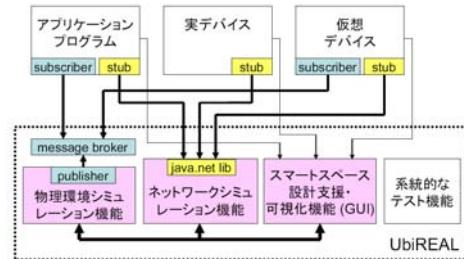 アプリケーション
プログラム
subscriber
stub
実デバイス
stub
仮想
デバイス
subscriber
stub
message broker
publisher
物理環境シミュ
レーション機能
java.net lib
ネットワークシミュ
レーション機能
スマートスペース
設計支援・
可視化機能 (GUI)
系統的な
テスト機能
UbiREAL